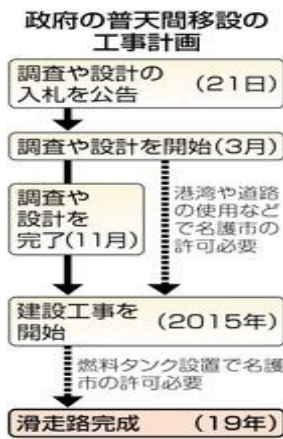 政府の普天間移設の
工事計画
調査や設計の
入札を公告
(21日)
調査や設計を開始(3月)
調査や
設計を
完了(11月)
港湾や道路
の使用など
で名護市の
許可必要
建設工事を
開始
(2015年)
燃料タンク設置で名護
市の許可必要
滑走路完成 (19年)